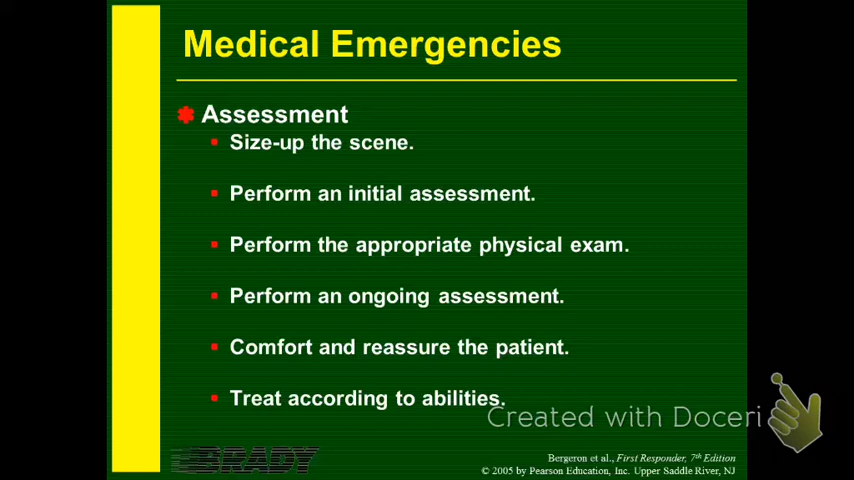 Medical Emergencies
Assessment
Size-up the scene.
Perform an initial assessment.
Perform the appropriate physical exam.
Perform an ongoing assessment.
Comfort and reassure the patient.
Treat according to abilities.
Created with Doceri
BRADY
Bergeron et al., First Responder, 7th Edition
© 2005 by Pearson Education, Inc. Upper Saddle River, NJ